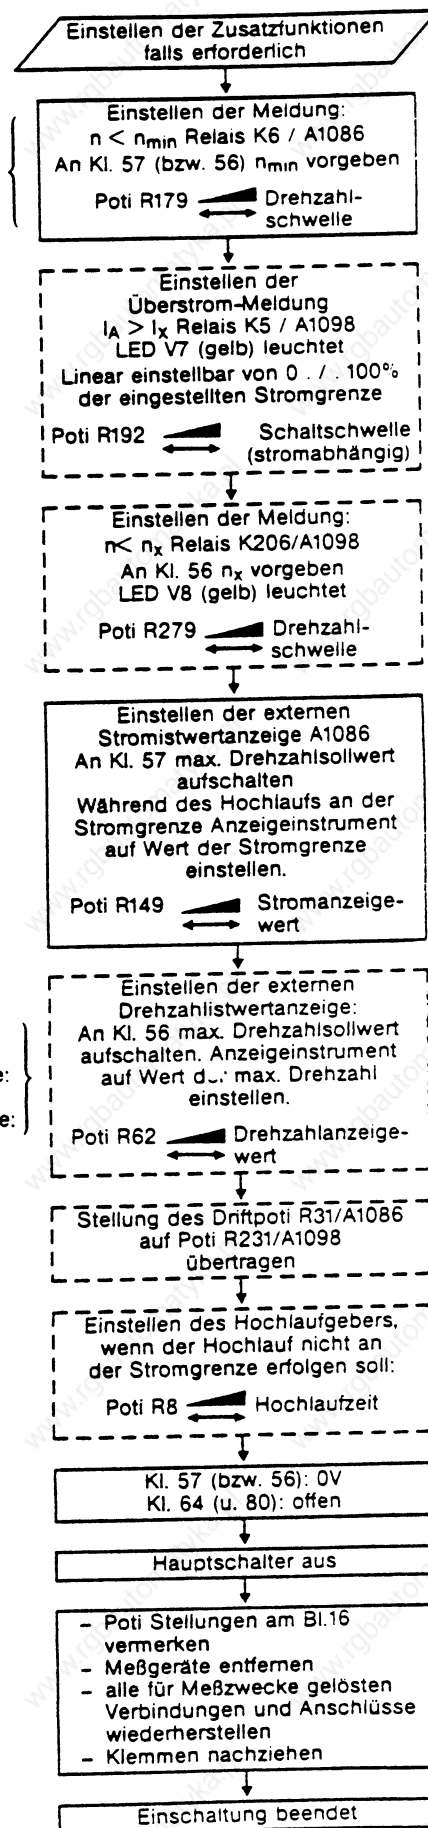 Einstellen der Zusatzfunktionen
falls erforderlich
Einstellen der Meldung:
n < nmin Relais K6 / A1086
An Kl. 57 (bzw. 56) nmin vorgeben
Poti R179 Drehzahl-
schwelle
Einstellen der
Überstrom-Meldung
IA > Ix Relais K5 / A1098
LED V7 (gelb) leuchtet
Linear einstellbar von 0 . / . 100%
der eingestellten Stromgrenze
Poti R192 Schaltschwelle
(stromabhängig)
Einstellen der Meldung:
n< nx Relais K206/A1098
An Kl. 56 nx vorgeben
LED V8 (gelb) leuchtet
Poti R279 Drehzahl-
schwelle
Einstellen der externen
Stromistwertanzeige A1086
An Kl. 57 max. Drehzahlsollwert
aufschalten
Während des Hochlaufs an der
Stromgrenze Anzeigeinstrument
auf Wert der Stromgrenze
einstellen.
Poti R149 Stromanzeige-
wert
Einstellen der externen
Drehzahlistwertanzeige:
An Kl. 56 max. Drehzahlsollwert
aufschalten. Anzeigeinstrument
e: auf Wert der max. Drehzahl
einstellen.
e:
Poti R62 Drehzahlanzeige-
wert
Stellung des Driftpoti R31/A1086
auf Poti R231/A1098
übertragen
Einstellen des Hochlaufgebers,
wenn der Hochlauf nicht an
der Stromgrenze erfolgen soll:
Poti R8 Hochlaufzeit
Kl. 57 (bzw. 56): 0V
Kl. 64 (u. 80): offen
Hauptschalter aus
– Poti Stellungen am Bl.16
vermerken
– Meßgeräte entfernen
– alle für Meßzwecke gelösten
Verbindungen und Anschlüsse
wiederherstellen
– Klemmen nachziehen
Einschaltung beendet